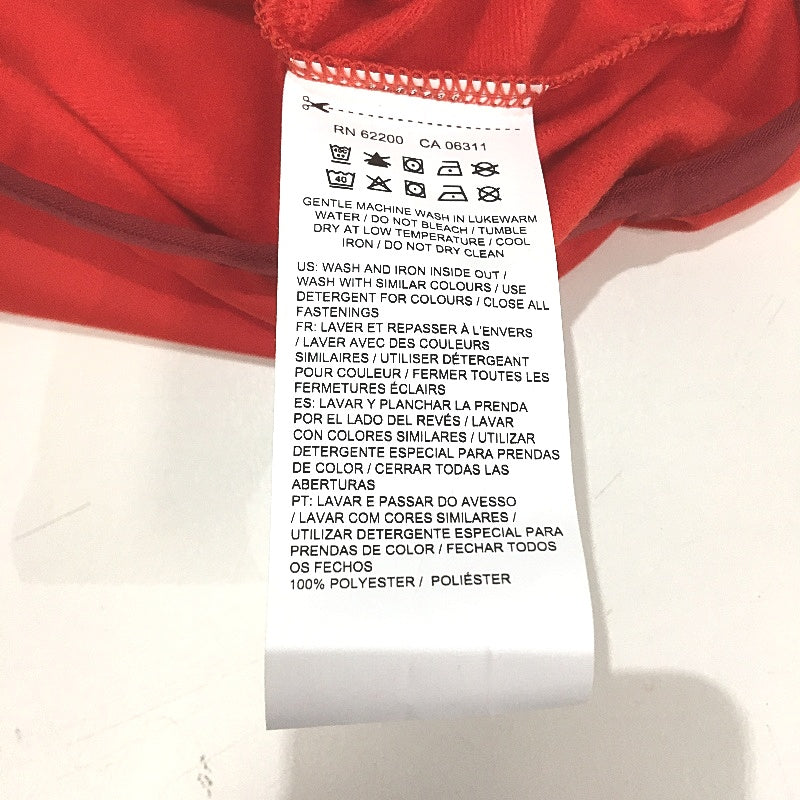 RN 62200 CA 06311
40
GENTLE MACHINE WASH IN LUKEWARM
WATER / DO NOT BLEACH / TUMBLE
DRY AT LOW TEMPERATURE / COOL
IRON / DO NOT DRY CLEAN
US: WASH AND IRON INSIDE OUT /
WASH WITH SIMILAR COLOURS / USE
DETERGENT FOR COLOURS / CLOSE ALL
FASTENINGS
FR: LAVER ET REPASSER À L'ENVERS
/ LAVER AVEC DES COULEURS
SIMILAIRES / UTILISER DÉTERGEANT
POUR COULEUR / FERMER TOUTES LES
FERMETURES ÉCLAIRS
ES: LAVAR Y PLANCHAR LA PRENDA
POR EL LADO DEL REVÉS / LAVAR
CON COLORES SIMILARES / UTILIZAR
DETERGENTE ESPECIAL PARA PRENDAS
DE COLOR / CERRAR TODAS LAS
ABERTURAS
PT: LAVAR E PASSAR DO AVESSO
/ LAVAR COM CORES SIMILARES /
UTILIZAR DETERGENTE ESPECIAL PARA
PRENDAS DE COLOR / FECHAR TODOS
OS FECHOS
100% POLYESTER / POLIÉSTER